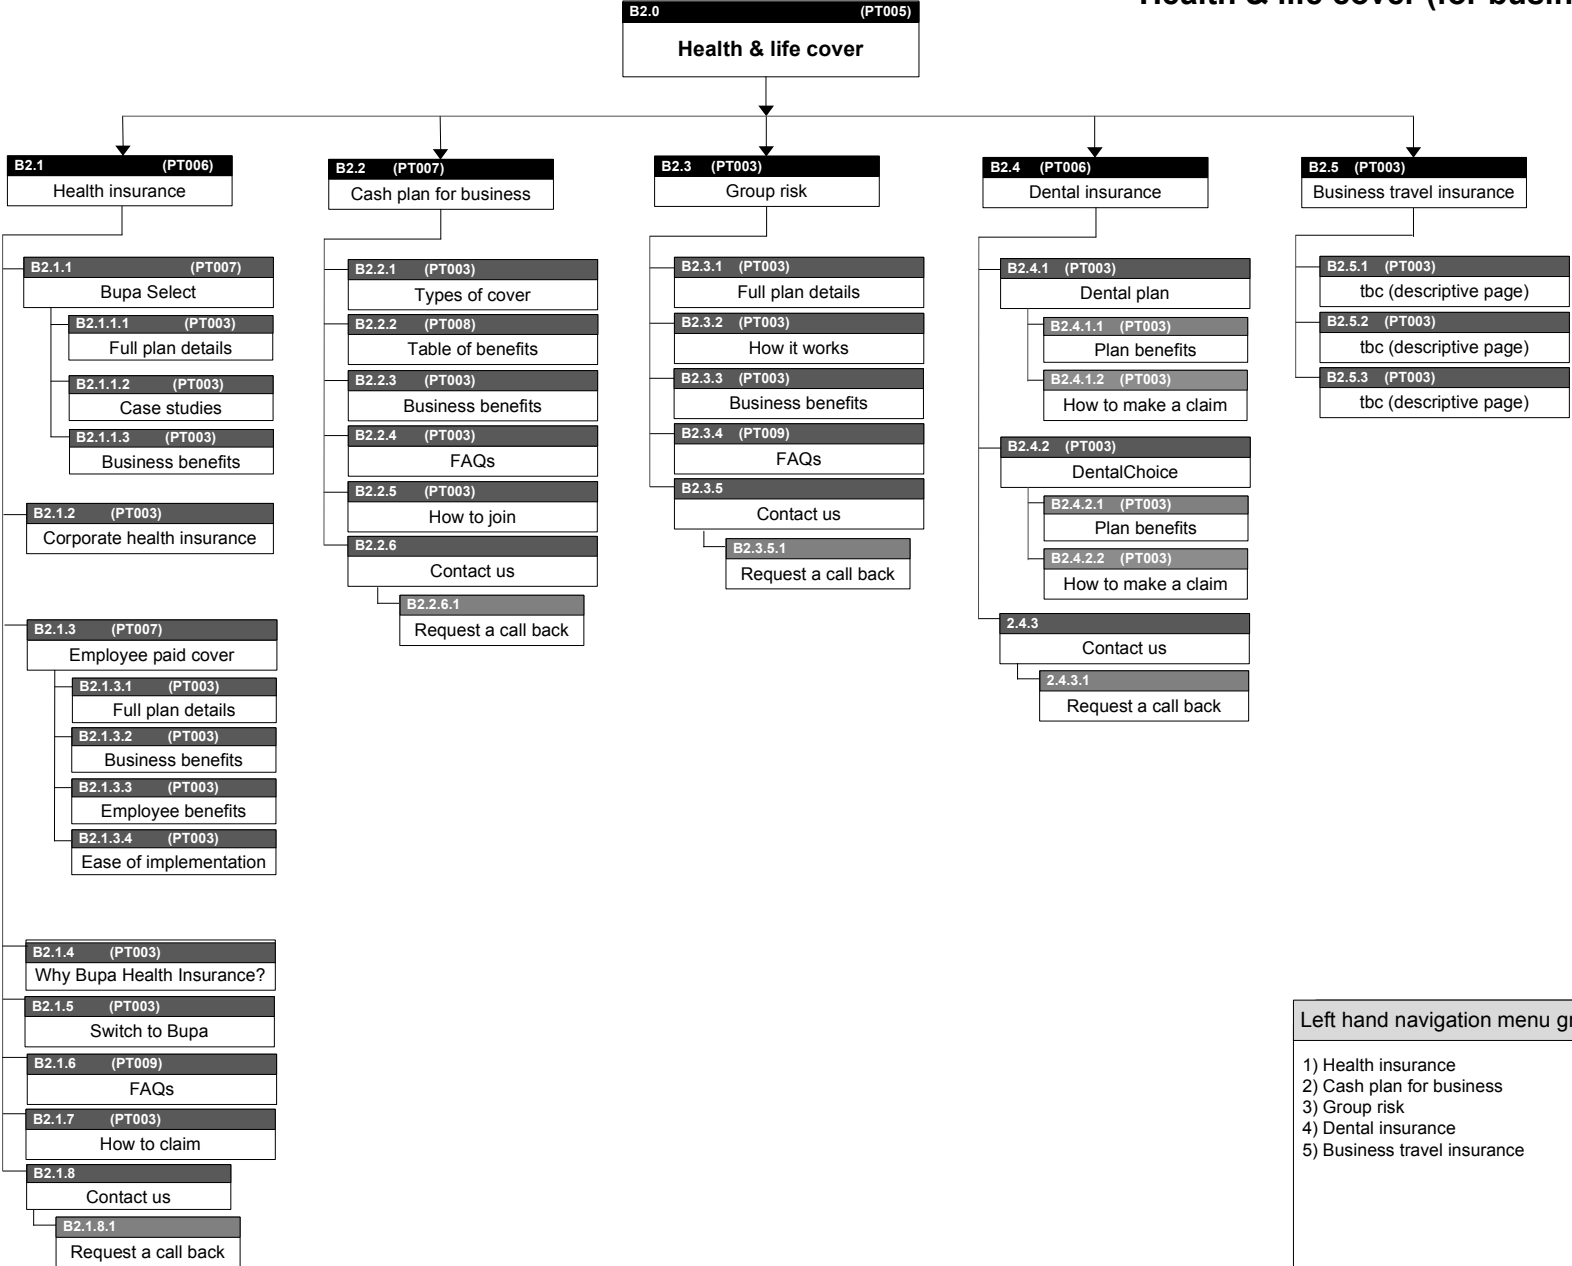 Health & life cover (for busin
B2.0 (PT005)
Health & life cover
B2.1 (PT006)
Health insurance
B2.1.1 (PT007)
Bupa Select
B2.1.1.1 (PT003)
Full plan details
B2.1.1.2 (PT003)
Case studies
B2.1.1.3 (PT003)
Business benefits
B2.1.2 (PT003)
Corporate health insurance
B2.1.3 (PT007)
Employee paid cover
B2.1.3.1 (PT003)
Full plan details
B2.1.3.2 (PT003)
Business benefits
B2.1.3.3 (PT003)
Employee benefits
B2.1.3.4 (PT003)
Ease of implementation
B2.1.4 (PT003)
Why Bupa Health Insurance?
B2.1.5 (PT003)
Switch to Bupa
B2.1.6 (PT009)
FAQs
B2.1.7 (PT003)
How to claim
B2.1.8
Contact us
B2.1.8.1
Request a call back
B2.2 (PT007)
Cash plan for business
B2.2.1 (PT003)
Types of cover
B2.2.2 (PT008)
Table of benefits
B2.2.3 (PT003)
Business benefits
B2.2.4 (PT003)
FAQs
B2.2.5 (PT003)
How to join
B2.2.6
Contact us
B2.2.6.1
Request a call back
B2.3 (PT003)
Group risk
B2.3.1 (PT003)
Full plan details
B2.3.2 (PT003)
How it works
B2.3.3 (PT003)
Business benefits
B2.3.4 (PT009)
FAQs
B2.3.5
Contact us
B2.3.5.1
Request a call back
B2.4 (PT006)
Dental insurance
B2.4.1 (PT003)
Dental plan
B2.4.1.1 (PT003)
Plan benefits
B2.4.1.2 (PT003)
How to make a claim
B2.4.2 (PT003)
DentalChoice
B2.4.2.1 (PT003)
Plan benefits
B2.4.2.2 (PT003)
How to make a claim
2.4.3
Contact us
2.4.3.1
Request a call back
B2.5 (PT003)
Business travel insurance
B2.5.1 (PT003)
tbc (descriptive page)
B2.5.2 (PT003)
tbc (descriptive page)
B2.5.3 (PT003)
tbc (descriptive page)
Left hand navigation menu gr
1) Health insurance
2) Cash plan for business
3) Group risk
4) Dental insurance
5) Business travel insurance